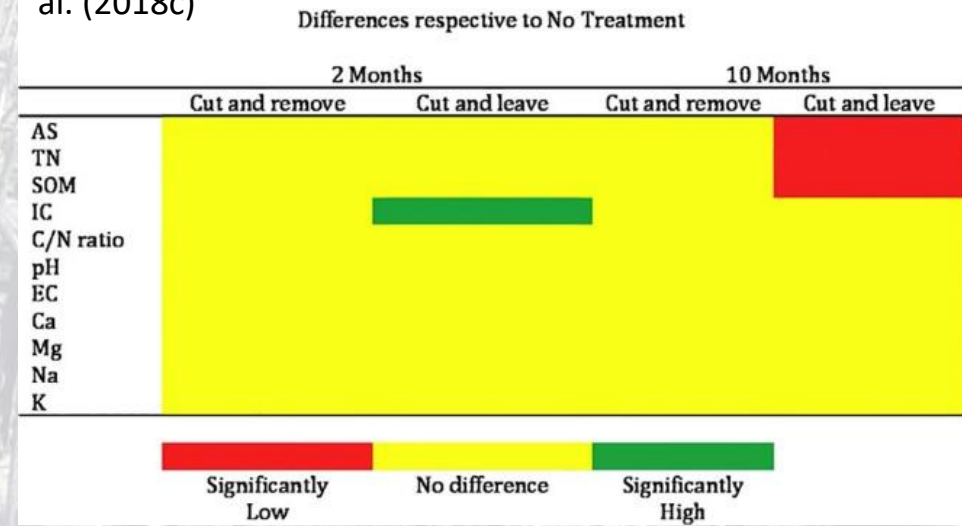 al. (2018c)
Differences respective to No Treatment
2 Months 10 Months
Cut and remove Cut and leave Cut and remove Cut and leave
AS
TN
SOM
IC
C/N ratio
pH
EC
Ca
Mg
Na
K
Significantly Low No difference Significantly High